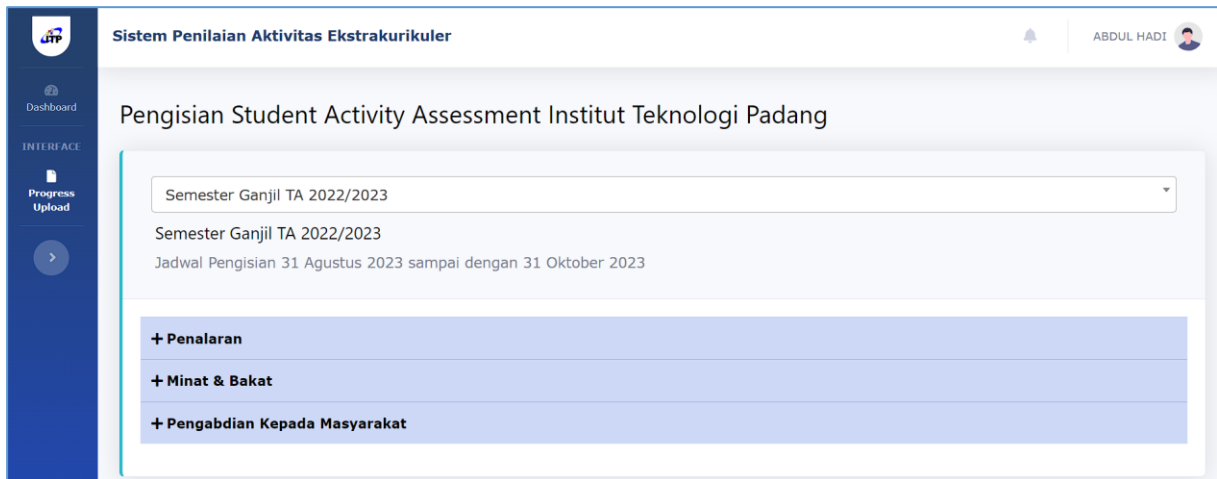 ITP
Sistem Penilaian Aktivitas Ekstrakurikuler
ABDUL HADI
Dashboard
INTERFACE
Progress
Upload
Pengisian Student Activity Assessment Institut Teknologi Padang
Semester Ganjil TA 2022/2023
Semester Ganjil TA 2022/2023
Jadwal Pengisian 31 Agustus 2023 sampai dengan 31 Oktober 2023
+ Penalaran
+ Minat & Bakat
+ Pengabdian Kepada Masyarakat